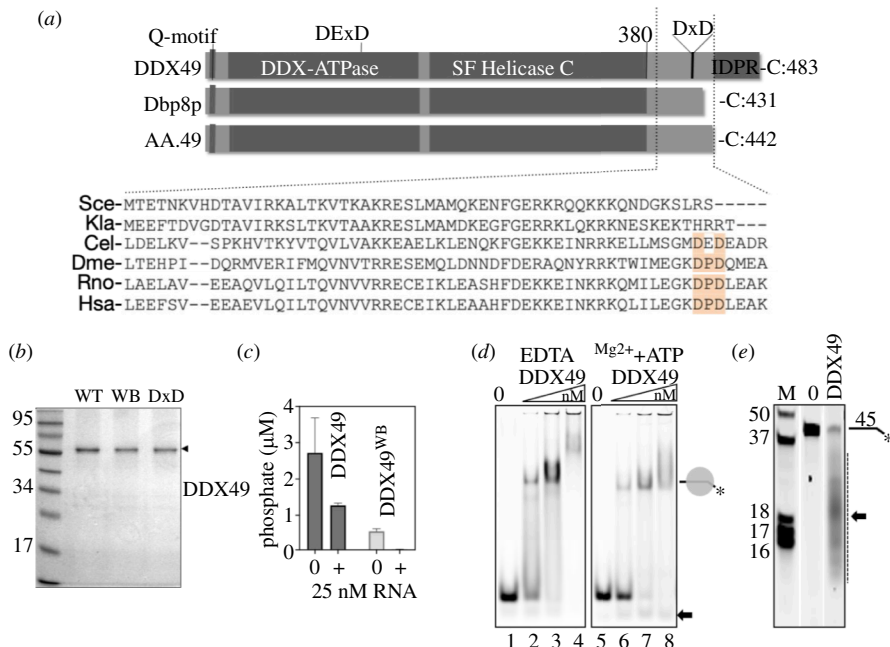 (a)
Q-motif DExD 380 DxD
DDX49 DDX-ATPase SF Helicase C IDPR-C:483
Dbp8p -C:431
AA.49 -C:442
Sce-MTETNKVHDTAVIRKALTKVTKAKRESLMAMQKENFGERKRQQKKKQNDGKSLRS-----
Kla-MEEFTDVGDTAVIRKSLTKVTTAKRESLMAMQKEGFGERKRLQKRKNESKEKTHRRT---
Cel-LDELKV--SPKHVTKYVTQVLVAKKEAELKLENQKFGEKKEINRRKELLMSGMDEDEADR
Dme-LTEHPI--DQRMVERIFMQVNVTRRESEMQLDNNDFDERAQNYRRKTWIMEGKDPDQMEA
Rno-LAELAV--EEAQVLQILTQVNVVRRECEIKLEASHFDEKKEINKRKQMILEGKDPDLEAK
Hsa-LEEFSV--EEAEVLQILTQVNVVRRECEIKLEAAHFDEKKEINKRKQLILEGKDPDLEAK
(b)
WT WB DxD
95
55
34
DDX49
17
(c)
phosphate (µM)
4
3
2
1
0
DDX49
DDX49WB
0 + 0 +
25 nM RNA
(d)
EDTA Mg2++ATP
0 DDX49 0 DDX49
nM nM
*
1 2 3 4 5 6 7 8
(e)
M 0 DDX49
50
37
45
*
18
17
16